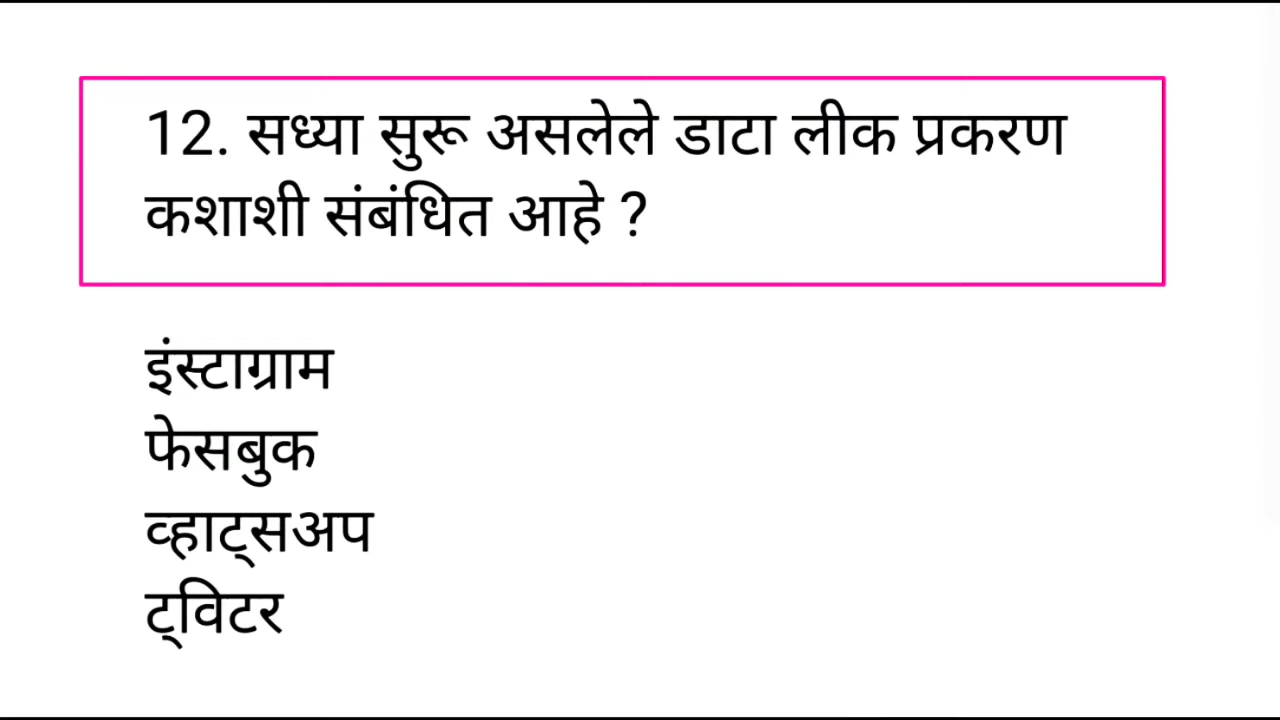 12. सध्या सुरू असलेले डाटा लीक प्रकरण
कशाशी संबंधित आहे ?
इंस्टाग्राम
फेसबुक
व्हाट्सअप
ट्विटर